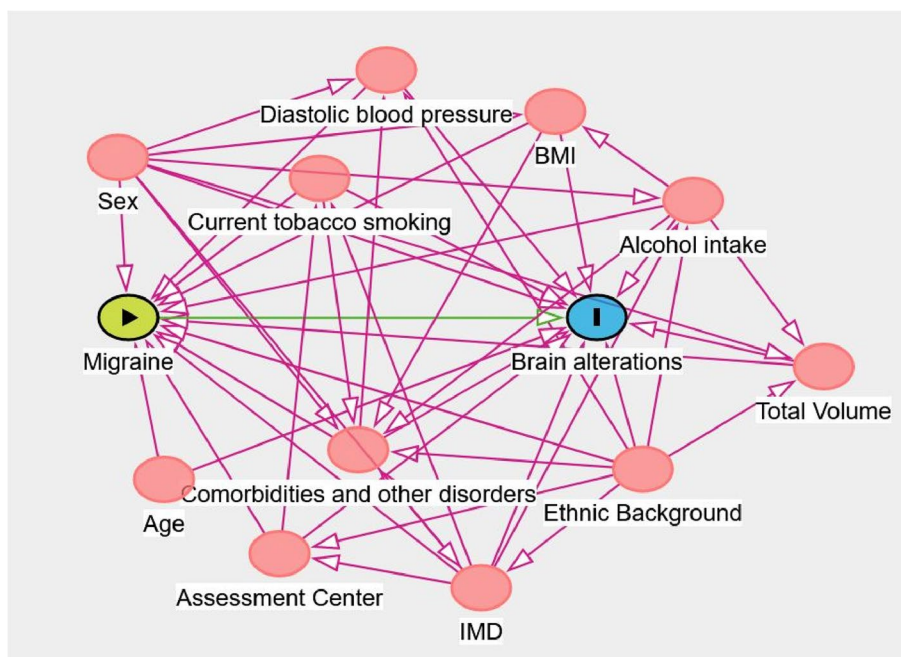 Diastolic blood pressure
BMI
Sex
Current tobacco smoking
Alcohol intake
Migraine
Brain alterations
Total Volume
Comorbidities and other disorders
Age
Ethnic Background
Assessment Center
IMD